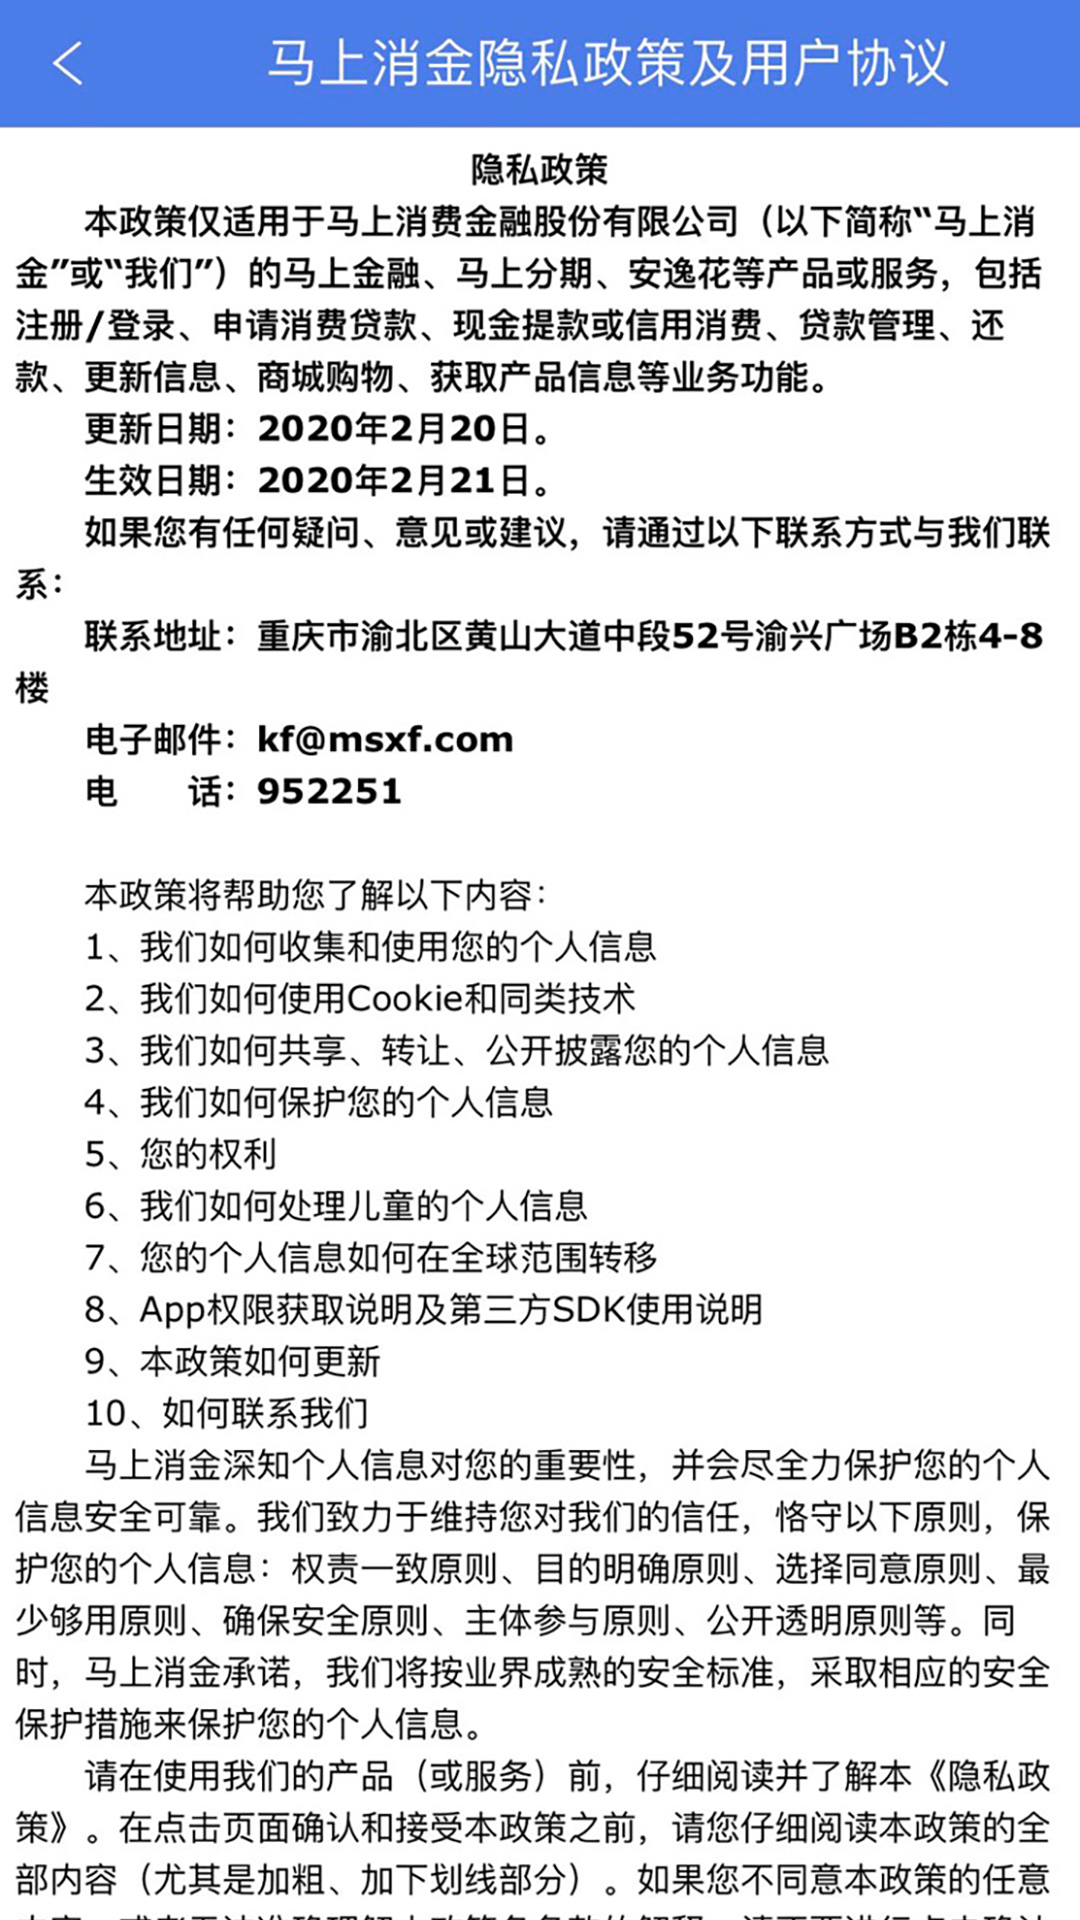 马上消金隐私政策及用户协议
隐私政策
本政策仅适用于马上消费金融股份有限公司（以下简称“马上消
金”或“我们”）的马上金融、马上分期、安逸花等产品或服务，包括
注册/登录、申请消费贷款、现金提款或信用消费、贷款管理、还
款、更新信息、商城购物、获取产品信息等业务功能。
更新日期：2020年2月20日。
生效日期：2020年2月21日。
如果您有任何疑问、意见或建议，请通过以下联系方式与我们联
系：
联系地址：重庆市渝北区黄山大道中段52号渝兴广场B2栋4-8
楼
电子邮件：kf@msxf.com
电　　话：952251
本政策将帮助您了解以下内容：
1、我们如何收集和使用您的个人信息
2、我们如何使用Cookie和同类技术
3、我们如何共享、转让、公开披露您的个人信息
4、我们如何保护您的个人信息
5、您的权利
6、我们如何处理儿童的个人信息
7、您的个人信息如何在全球范围转移
8、App权限获取说明及第三方SDK使用说明
9、本政策如何更新
10、如何联系我们
马上消金深知个人信息对您的重要性，并会尽全力保护您的个人
信息安全可靠。我们致力于维持您对我们的信任，恪守以下原则，保
护您的个人信息：权责一致原则、目的明确原则、选择同意原则、最
少够用原则、确保安全原则、主体参与原则、公开透明原则等。同
时，马上消金承诺，我们将按业界成熟的安全标准，采取相应的安全
保护措施来保护您的个人信息。
请在使用我们的产品（或服务）前，仔细阅读并了解本《隐私政
策》。在点击页面确认和接受本政策之前，请您仔细阅读本政策的全
部内容（尤其是加粗、加下划线部分）。如果您不同意本政策的任意